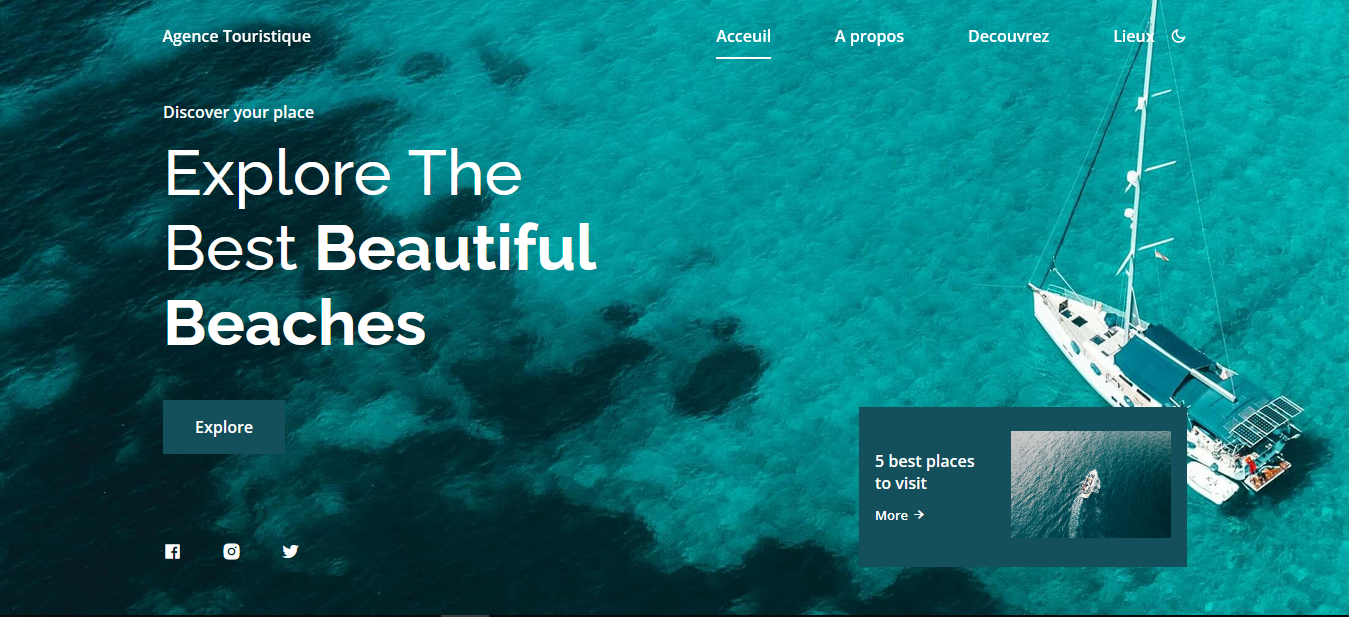 Agence Touristique
Acceuil
A propos
Decouvrez
Lieux
Discover your place
Explore The
Best Beautiful
Beaches
Explore
5 best places
to visit
More